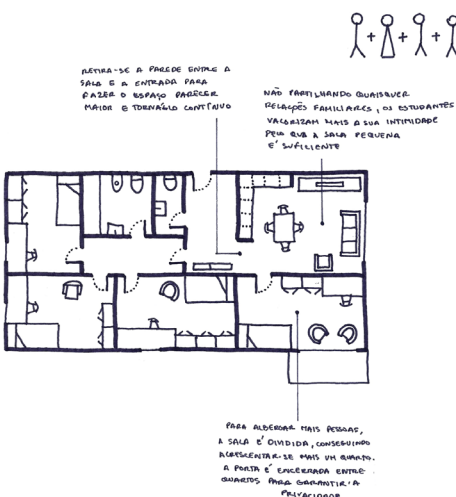 RETIRA-SE A PAREDE ENTRE A
SALA E A ENTRADA PARA
FAZER O ESPAÇO PARECER
MAIOR E TORNÁ-LO CONTÍNUO
NÃO PARTILHANDO QUAISQUER
RELAÇÕES FAMILIARES, OS ESTUDANTES
VALORIZAM MAIS A SUA INTIMIDADE
PELO QUE A SALA PEQUENA
É SUFICIENTE
PARA ALBERGAR MAIS PESSOAS,
A SALA É DIVIDIDA, CONSEGUINDO
ACRESCENTAR-SE MAIS UM QUARTO.
A PORTA É ENCERRADA ENTRE
QUARTOS PARA GARANTIR A
PRIVACIDADE